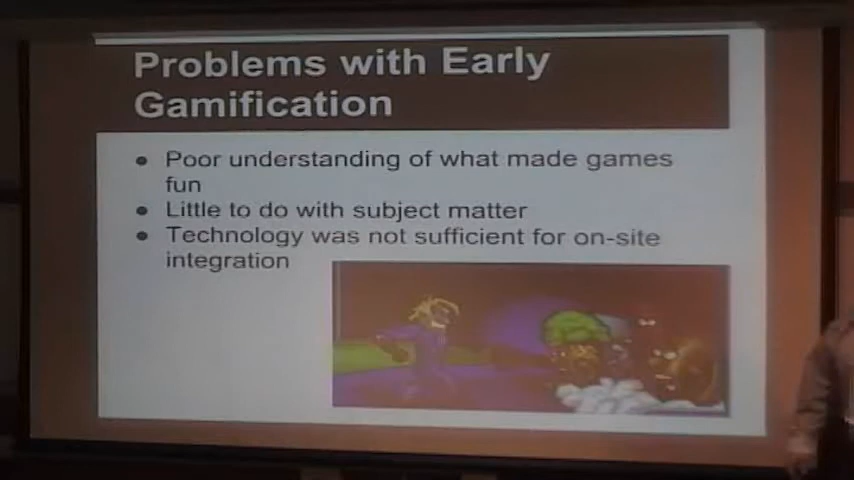 Problems with Early
Gamification
● Poor understanding of what made games
fun
● Little to do with subject matter
● Technology was not sufficient for on-site
integration